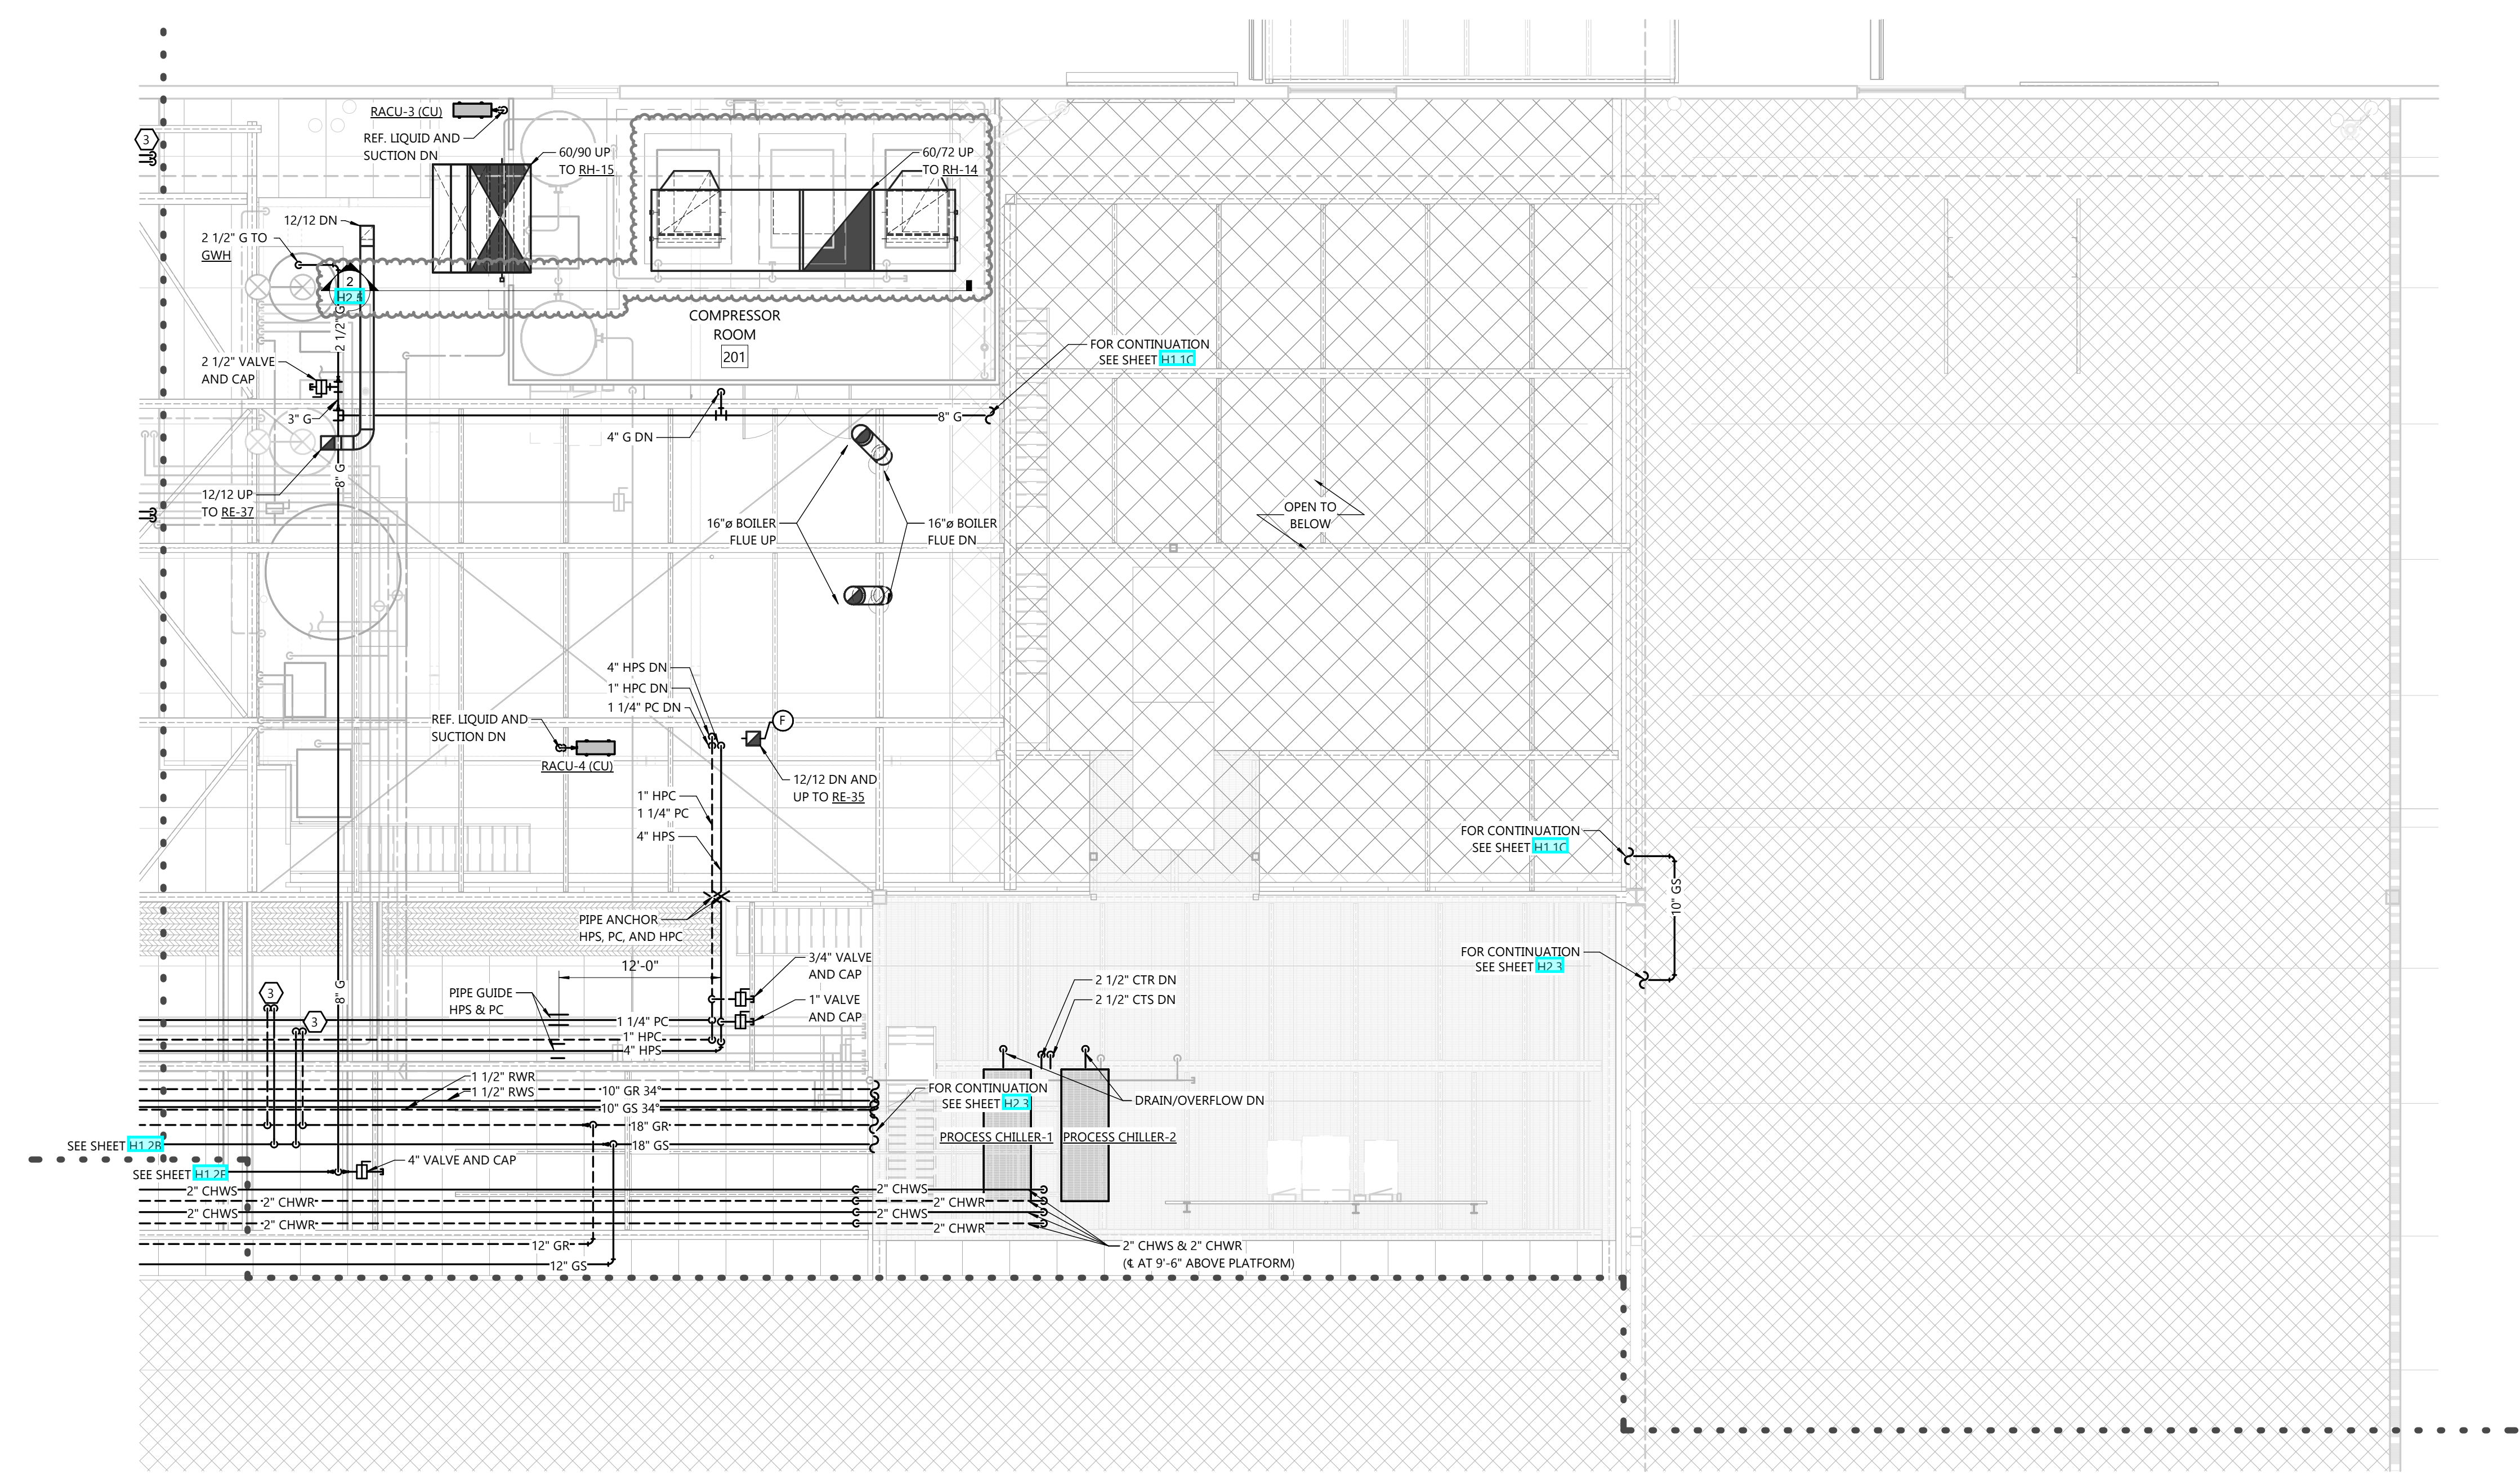 RACU-3 (CU)
REF. LIQUID AND
SUCTION DN
3
60/90 UP
TO RH-15
60/72 UP
TO RH-14
12/12 DN
2 1/2" G TO
GWH
2
H2.5
2 1/2" G
COMPRESSOR
ROOM
201
FOR CONTINUATION
SEE SHEET H1.1C
2 1/2" VALVE
AND CAP
3" G
8" G
4" G DN
8" G
12/12 UP
TO RE-37
16"ø BOILER
FLUE UP
16"ø BOILER
FLUE DN
OPEN TO
BELOW
4" HPS DN
1" HPC DN
1 1/4" PC DN
REF. LIQUID AND
SUCTION DN
RACU-4 (CU)
F
12/12 DN AND
UP TO RE-35
1" HPC
1 1/4" PC
4" HPS
FOR CONTINUATION
SEE SHEET H1.1C
10" GS
FOR CONTINUATION
SEE SHEET H2.3
PIPE ANCHOR
HPS, PC, AND HPC
12'-0"
3/4" VALVE
AND CAP
1" VALVE
AND CAP
2 1/2" CTR DN
2 1/2" CTS DN
8" G
3
3
PIPE GUIDE
HPS & PC
1 1/4" PC
1" HPC
4" HPS
1 1/2" RWR
1 1/2" RWS
10" GR 34°
10" GS 34°
18" GR
18" GS
FOR CONTINUATION
SEE SHEET H2.3
DRAIN/OVERFLOW DN
PROCESS CHILLER-1
PROCESS CHILLER-2
SEE SHEET H1.2B
SEE SHEET
4" VALVE AND CAP
2" CHWS
2" CHWR
2" CHWS
2" CHWR
2" CHWS
2" CHWR
2" CHWS
2" CHWR
12" GR
12" GS
2" CHWS & 2" CHWR
(℄ AT 9'-6" ABOVE PLATFORM)